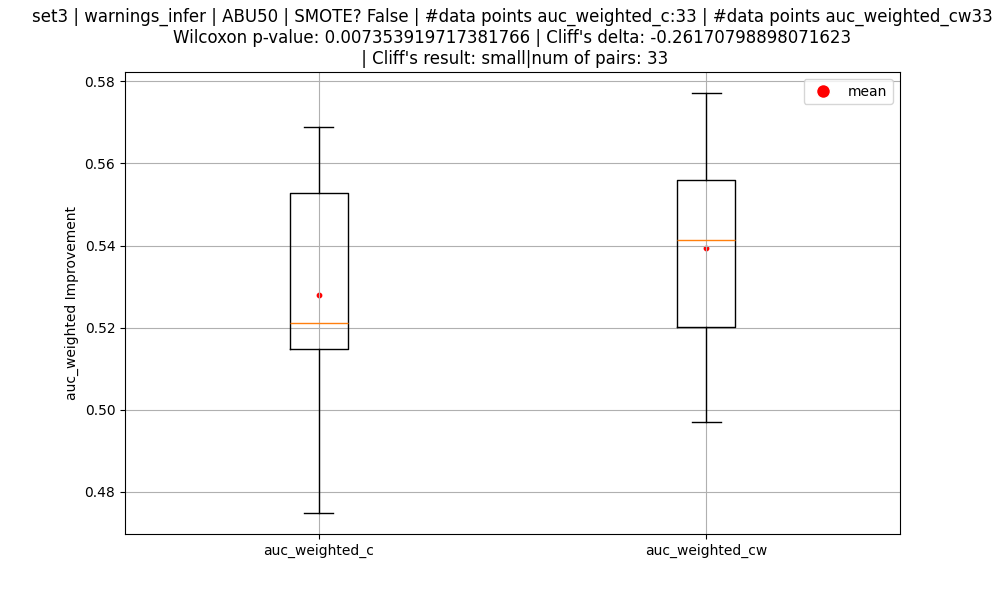 set3 | warnings_infer | ABU50 | SMOTE? False | #data points auc_weighted_c:33 | #data points auc_weighted_cw33
Wilcoxon p-value: 0.007353919717381766 | Cliff's delta: -0.26170798898071623
| Cliff's result: small|num of pairs: 33
mean
0.58
0.56
0.54
0.52
0.50
0.48
auc_weighted Improvement
auc_weighted_c
auc_weighted_cw